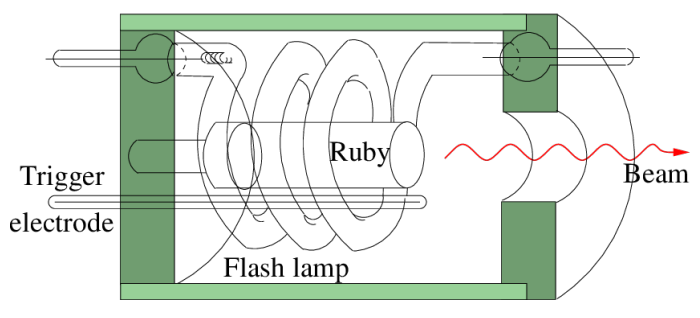 Ruby
Trigger
electrode
Beam
Flash lamp